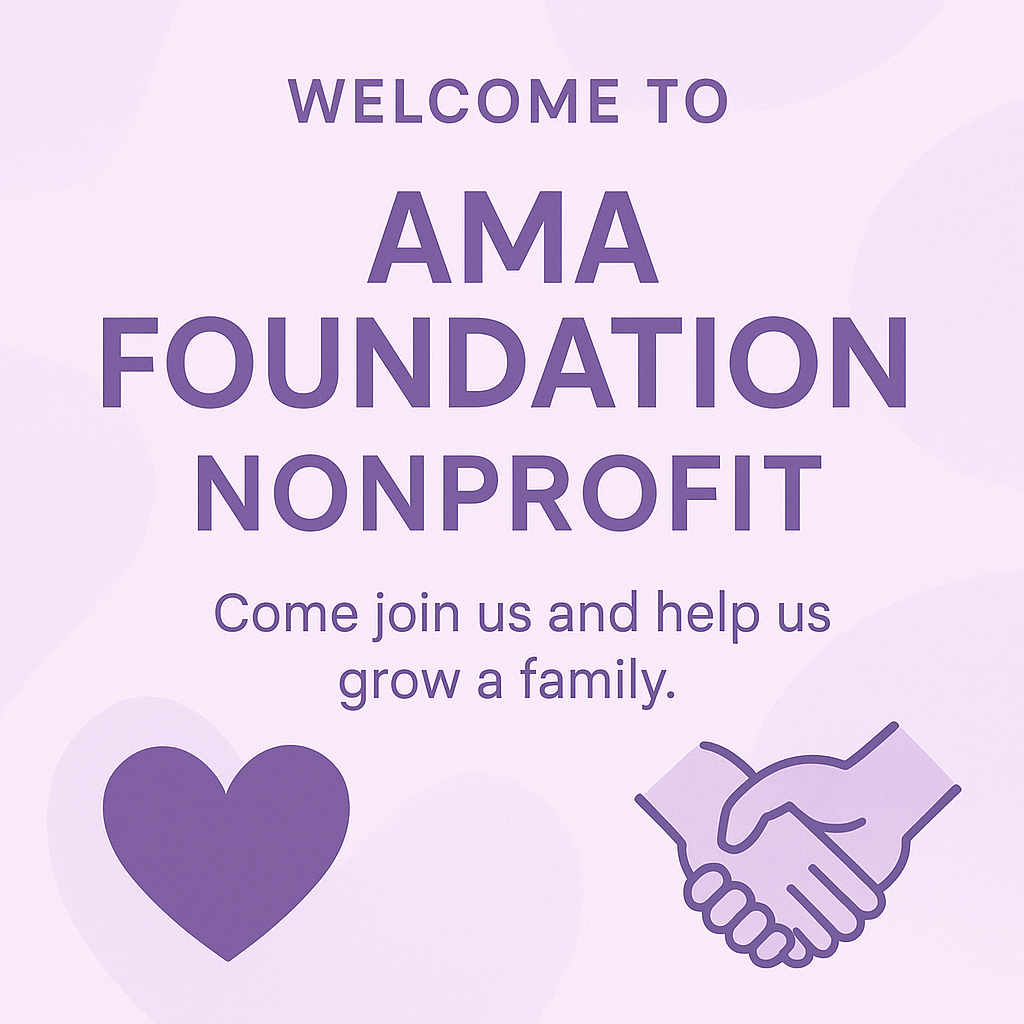 WELCOME TO
AMA
FOUNDATION
NONPROFIT
Come join us and help us
grow a family.